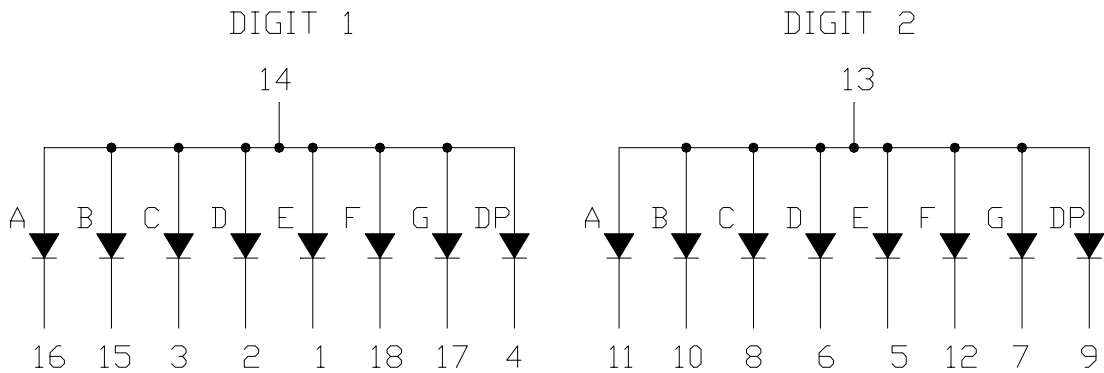 DIGIT 1 DIGIT 2
14 13
A B C D E F G DP A B C D E F G DP
16 15 3 2 1 18 17 4 11 10 8 6 5 12 7 9